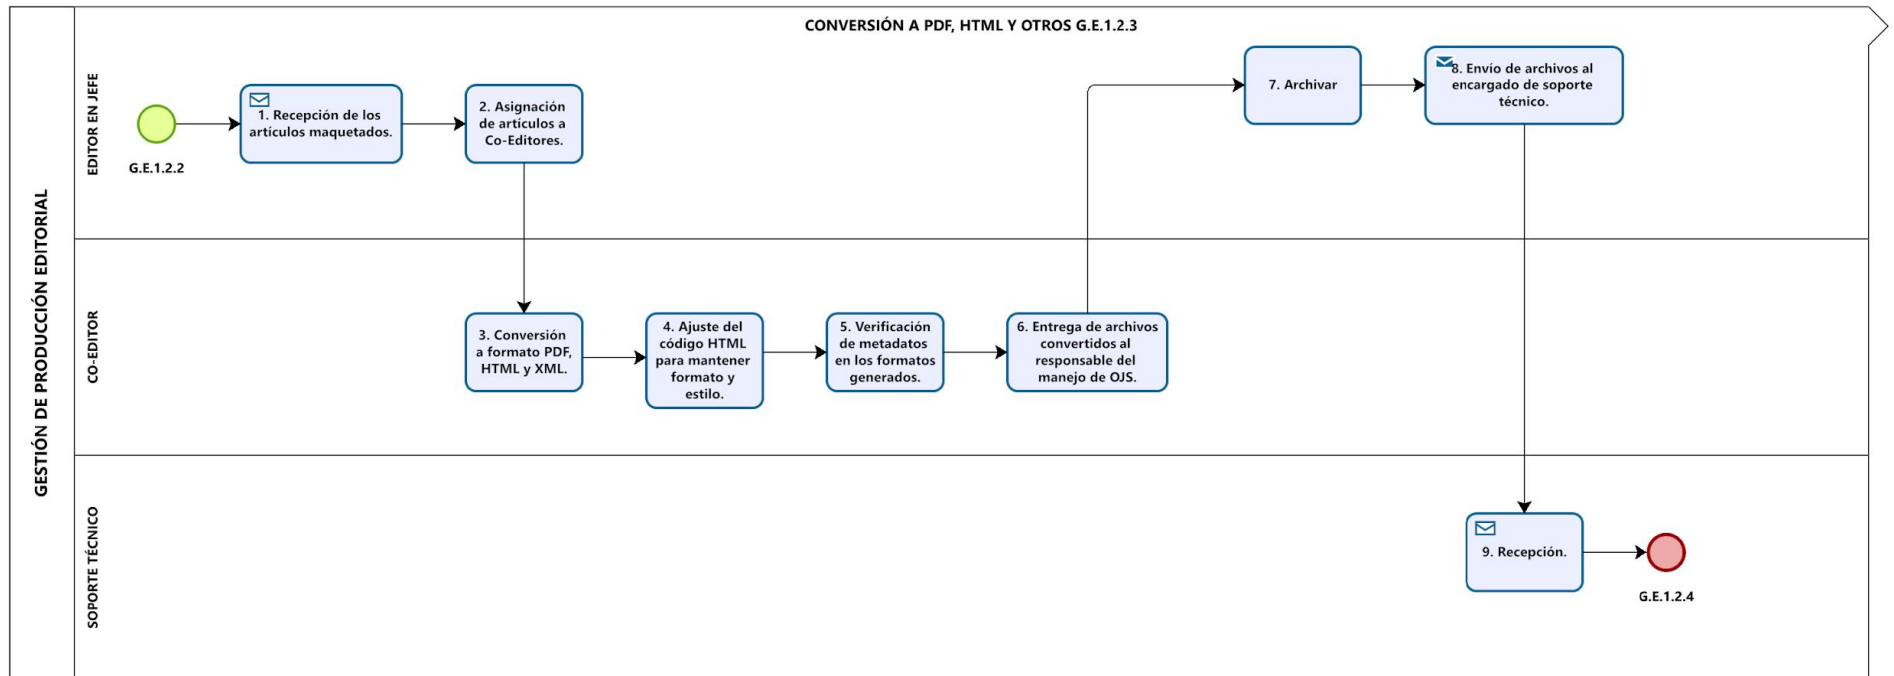 CONVERSIÓN A PDF, HTML Y OTROS G.E.1.2.3
GESTIÓN DE PRODUCCIÓN EDITORIAL
EDITOR EN JEFE
G.E.1.2.2
1. Recepción de los
artículos maquetados.
2. Asignación
de artículos a
Co-Editores.
7. Archivar
8. Envío de archivos al
encargado de soporte
técnico.
CO-EDITOR
3. Conversión
a formato PDF,
HTML y XML.
4. Ajuste del
código HTML
para mantener
formato y
estilo.
5. Verificación
de metadatos
en los formatos
generados.
6. Entrega de archivos
convertidos al
responsable del
manejo de OJS.
SOPORTE TÉCNICO
9. Recepción.
G.E.1.2.4